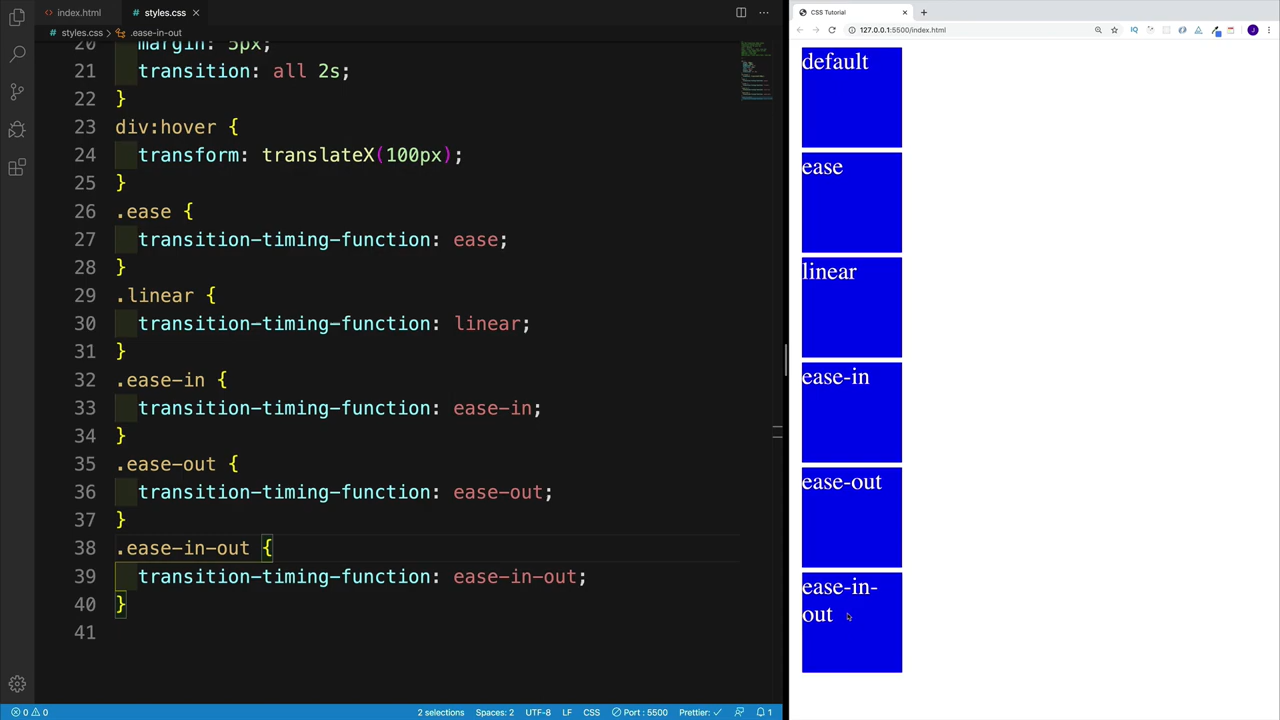 index.html
styles.css
styles.css > .ease-in-out
20 margin: 5px;
21 transition: all 2s;
22 }
23 div:hover {
24 transform: translateX(100px);
25 }
26 .ease {
27 transition-timing-function: ease;
28 }
29 .linear {
30 transition-timing-function: linear;
31 }
32 .ease-in {
33 transition-timing-function: ease-in;
34 }
35 .ease-out {
36 transition-timing-function: ease-out;
37 }
38 .ease-in-out {
39 transition-timing-function: ease-in-out;
40 }
41
0 0
2 selections
Spaces: 2
UTF-8
LF
CSS
Port : 5500
Prettier: ✓
1
CSS Tutorial
127.0.0.1:5500/index.html
IQ
J
default
ease
linear
ease-in
ease-out
ease-in-
out